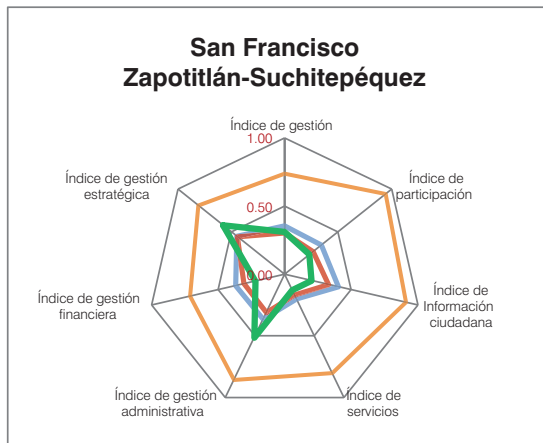 San Francisco
Zapotitlán-Suchitepéquez
Índice de gestión
1.00
Índice de gestión
estratégica
Índice de
participación
0.50
0.00
Índice de gestión
financiera
Índice de
Información
ciudadana
Índice de gestión
administrativa
Índice de
servicios